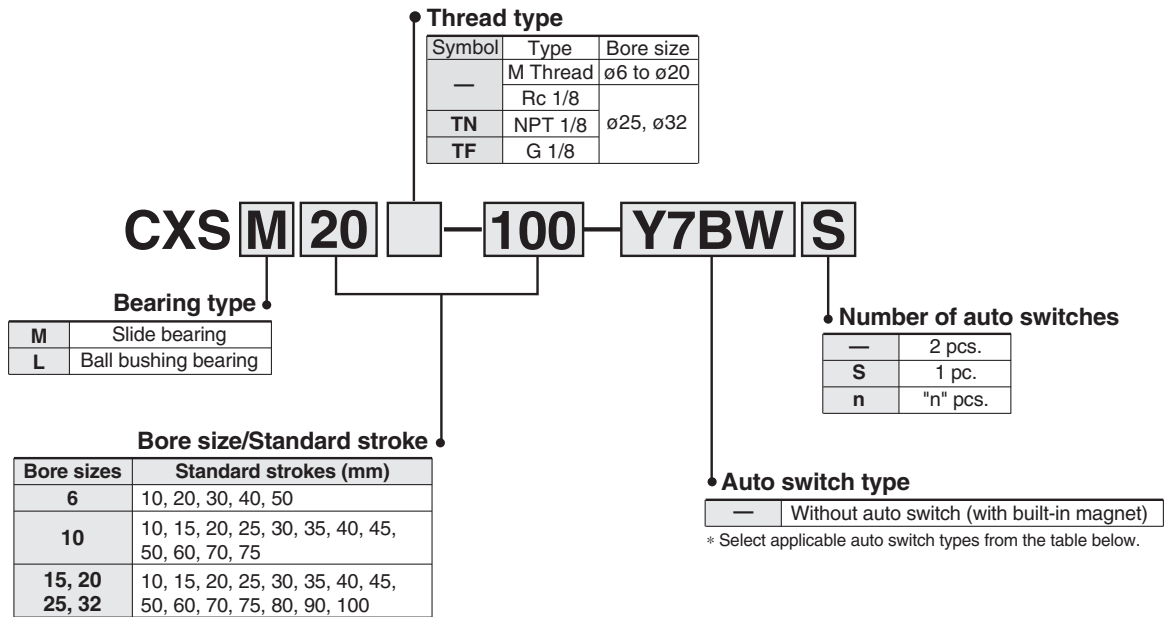 Thread type
Symbol Type Bore size
— M Thread ø6 to ø20
Rc 1/8 ø25, ø32
TN NPT 1/8
TF G 1/8
CXS M 20 — 100 — Y7BW S
Bearing type
M Slide bearing
L Ball bushing bearing
Number of auto switches
— 2 pcs.
S 1 pc.
n "n" pcs.
Bore size/Standard stroke
Bore sizes Standard strokes (mm)
6 10, 20, 30, 40, 50
10 10, 15, 20, 25, 30, 35, 40, 45,
50, 60, 70, 75
15, 20 10, 15, 20, 25, 30, 35, 40, 45,
25, 32 50, 60, 70, 75, 80, 90, 100
Auto switch type
— Without auto switch (with built-in magnet)
* Select applicable auto switch types from the table below.